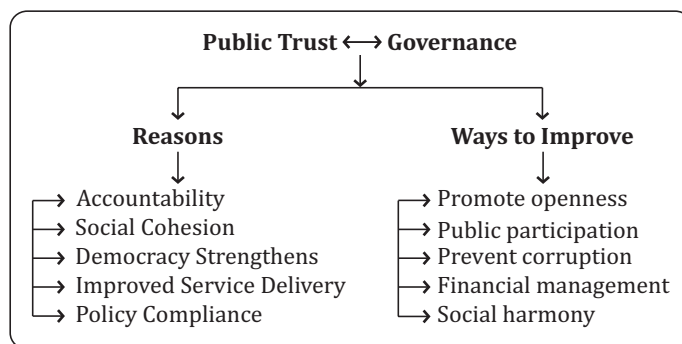 Public Trust ↔ Governance
Reasons
Accountability
Social Cohesion
Democracy Strengthens
Improved Service Delivery
Policy Compliance
Ways to Improve
Promote openness
Public participation
Prevent corruption
Financial management
Social harmony